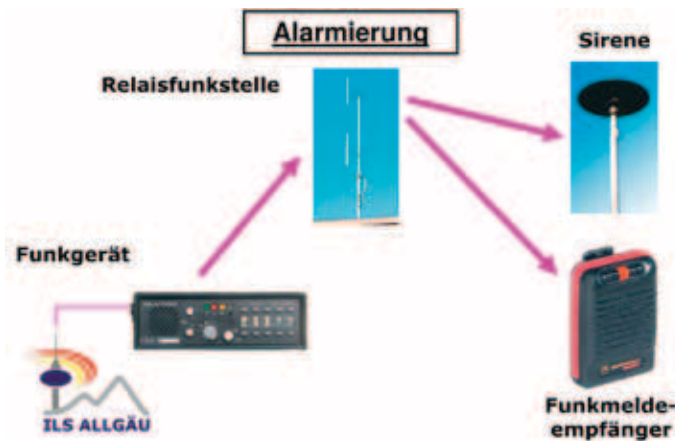 Alarmierung
Sirene
Relaisfunkstelle
Funkgerät
ILS ALLGÄU
Funkmelde-
empfänger